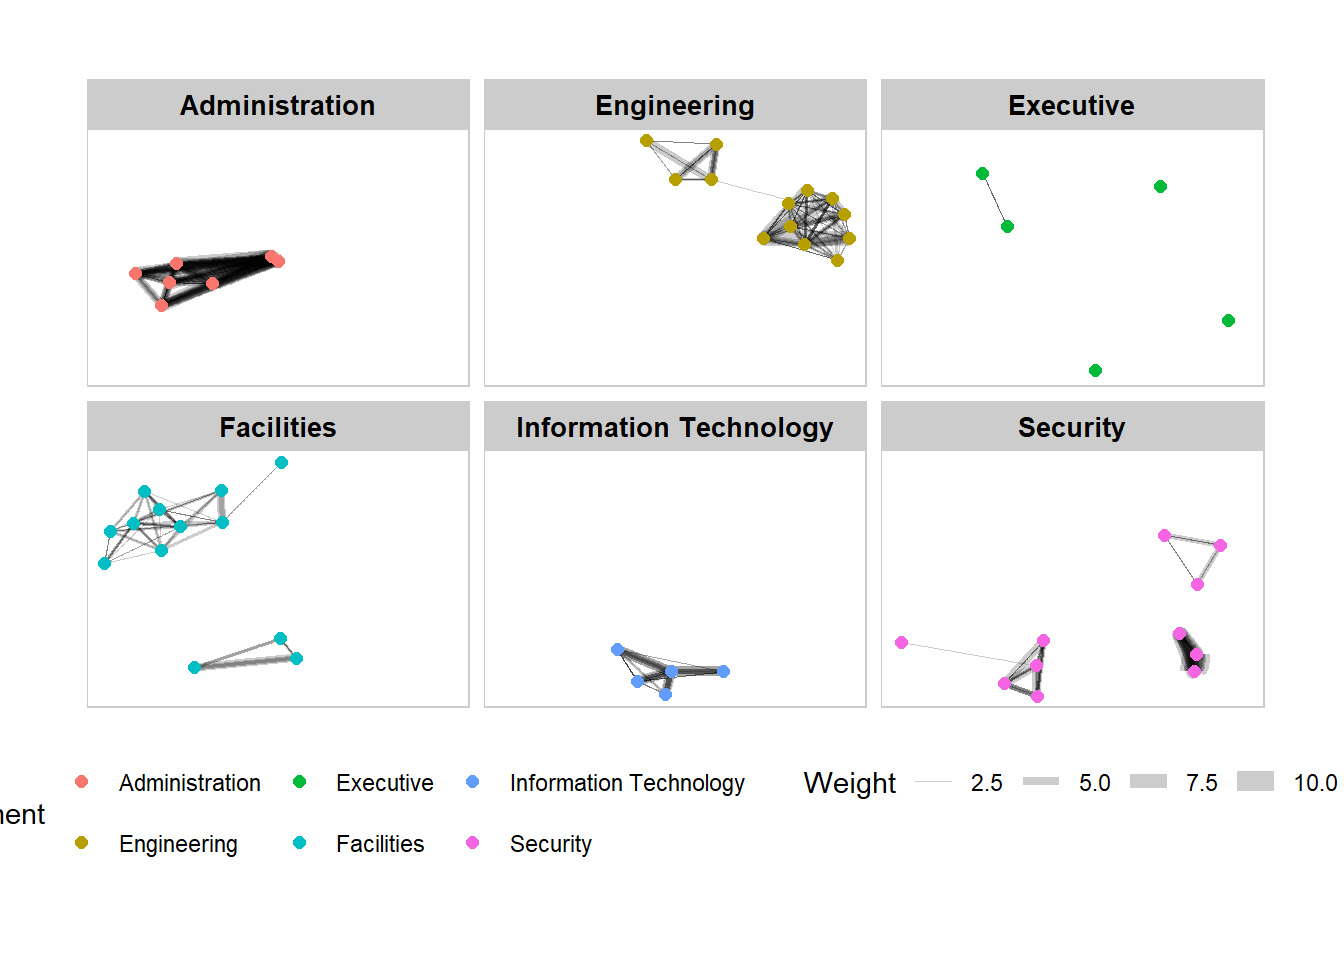 Administration
Engineering
Executive
Facilities
Information Technology
Security
Administration
Executive
Information Technology
Weight
2.5
5.0
7.5
10.0
Engineering
Facilities
Security